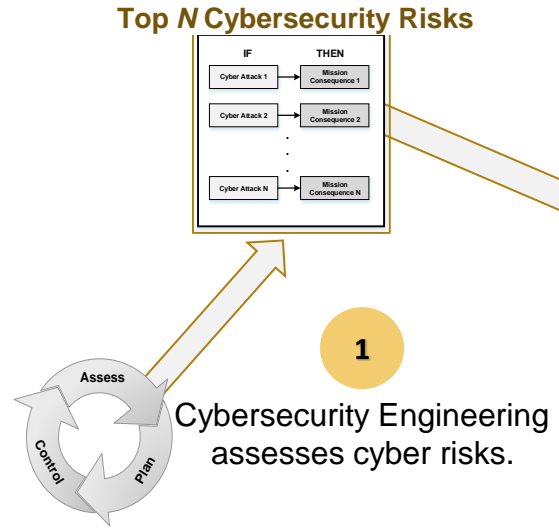 Top N Cybersecurity Risks
IF THEN
Cyber Attack 1 Mission
Consequence 1
Cyber Attack 2 Mission
Consequence 2
.
.
.
Cyber Attack N Mission
Consequence N
1
Assess
Control
Plan
Cybersecurity Engineering
assesses cyber risks.